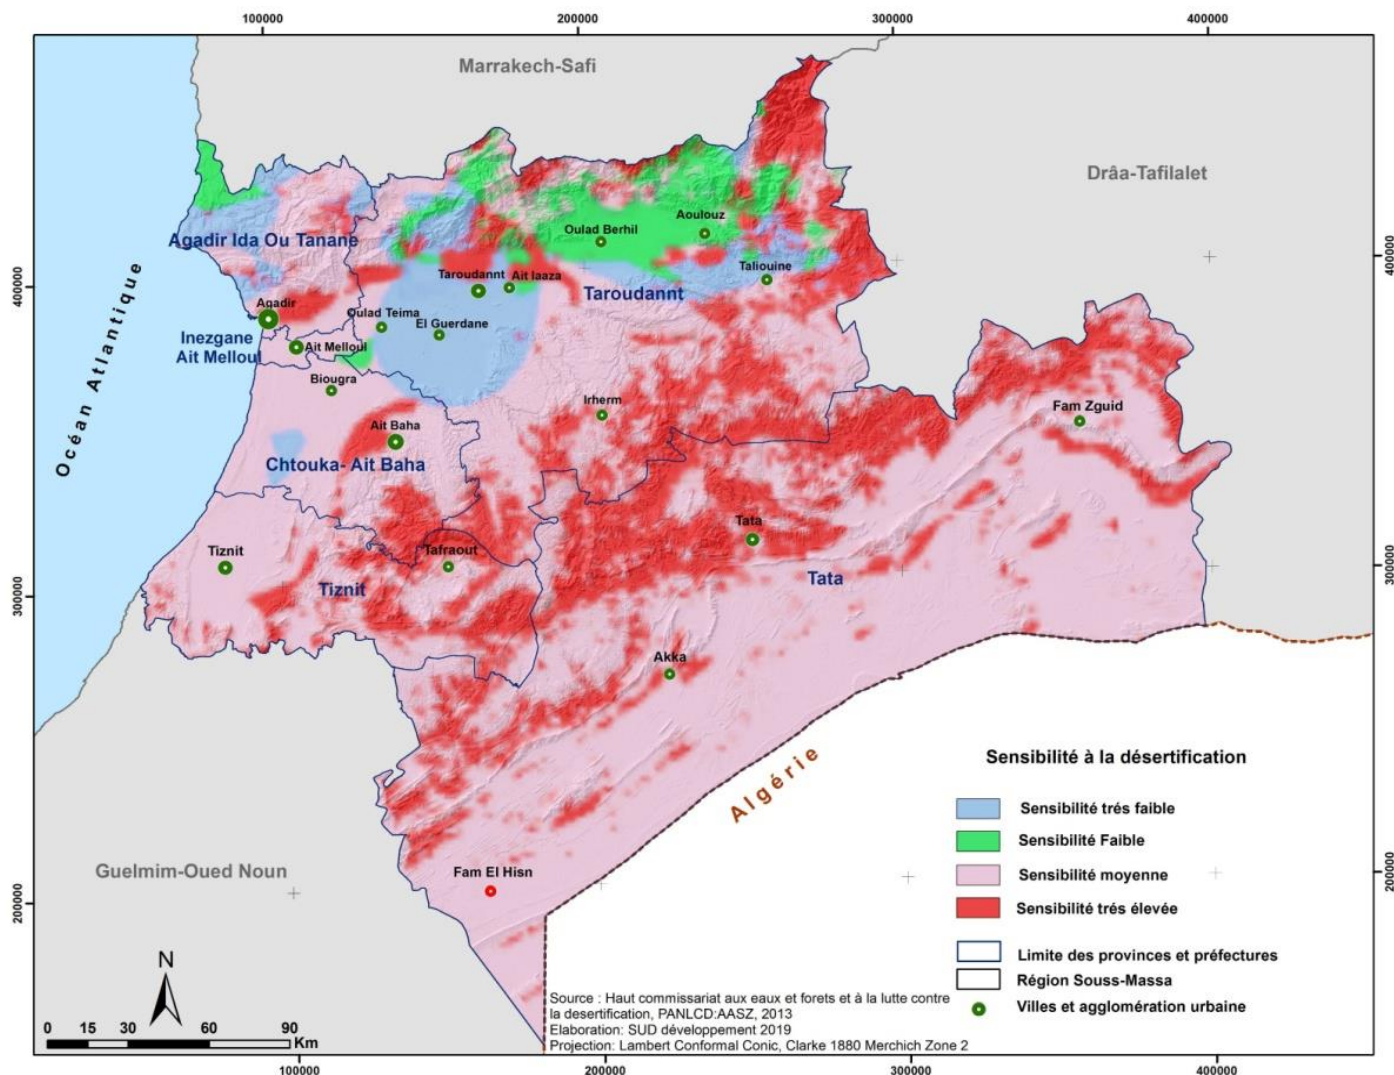 100000
200000
300000
400000
Marrakech-Safi
Drâa-Tafilalet
Aoulouz
Oulad Berhil
Agadir Ida Ou Tanane
400000
400000
Taliouine
Taroudannt
Ait Iaaza
Taroudannt
Agadir
Oulad Teima
El Guerdane
Inezgane
Ait Melloul
Ait Melloul
Océan Atlantique
Biougra
Irherm
Fam Zguid
Ait Baha
Chtouka- Ait Baha
Tata
Tiznit
Tafraout
300000
300000
Tiznit
Tata
Akka
Algérie
Sensibilité à la désertification
Sensibilité trés faible
Sensibilité Faible
Sensibilité moyenne
Sensibilité trés élevée
Limite des provinces et préfectures
Région Souss-Massa
Villes et agglomération urbaine
Guelmim-Oued Noun
Fam El Hisn
200000
200000
N
0 15 30 60 90
Km
Source : Haut commissariat aux eaux et forets et à la lutte contre
la desertification, PANLCD:AASZ, 2013
Elaboration: SUD développement 2019
Projection: Lambert Conformal Conic, Clarke 1880 Merchich Zone 2
100000
200000
300000
400000